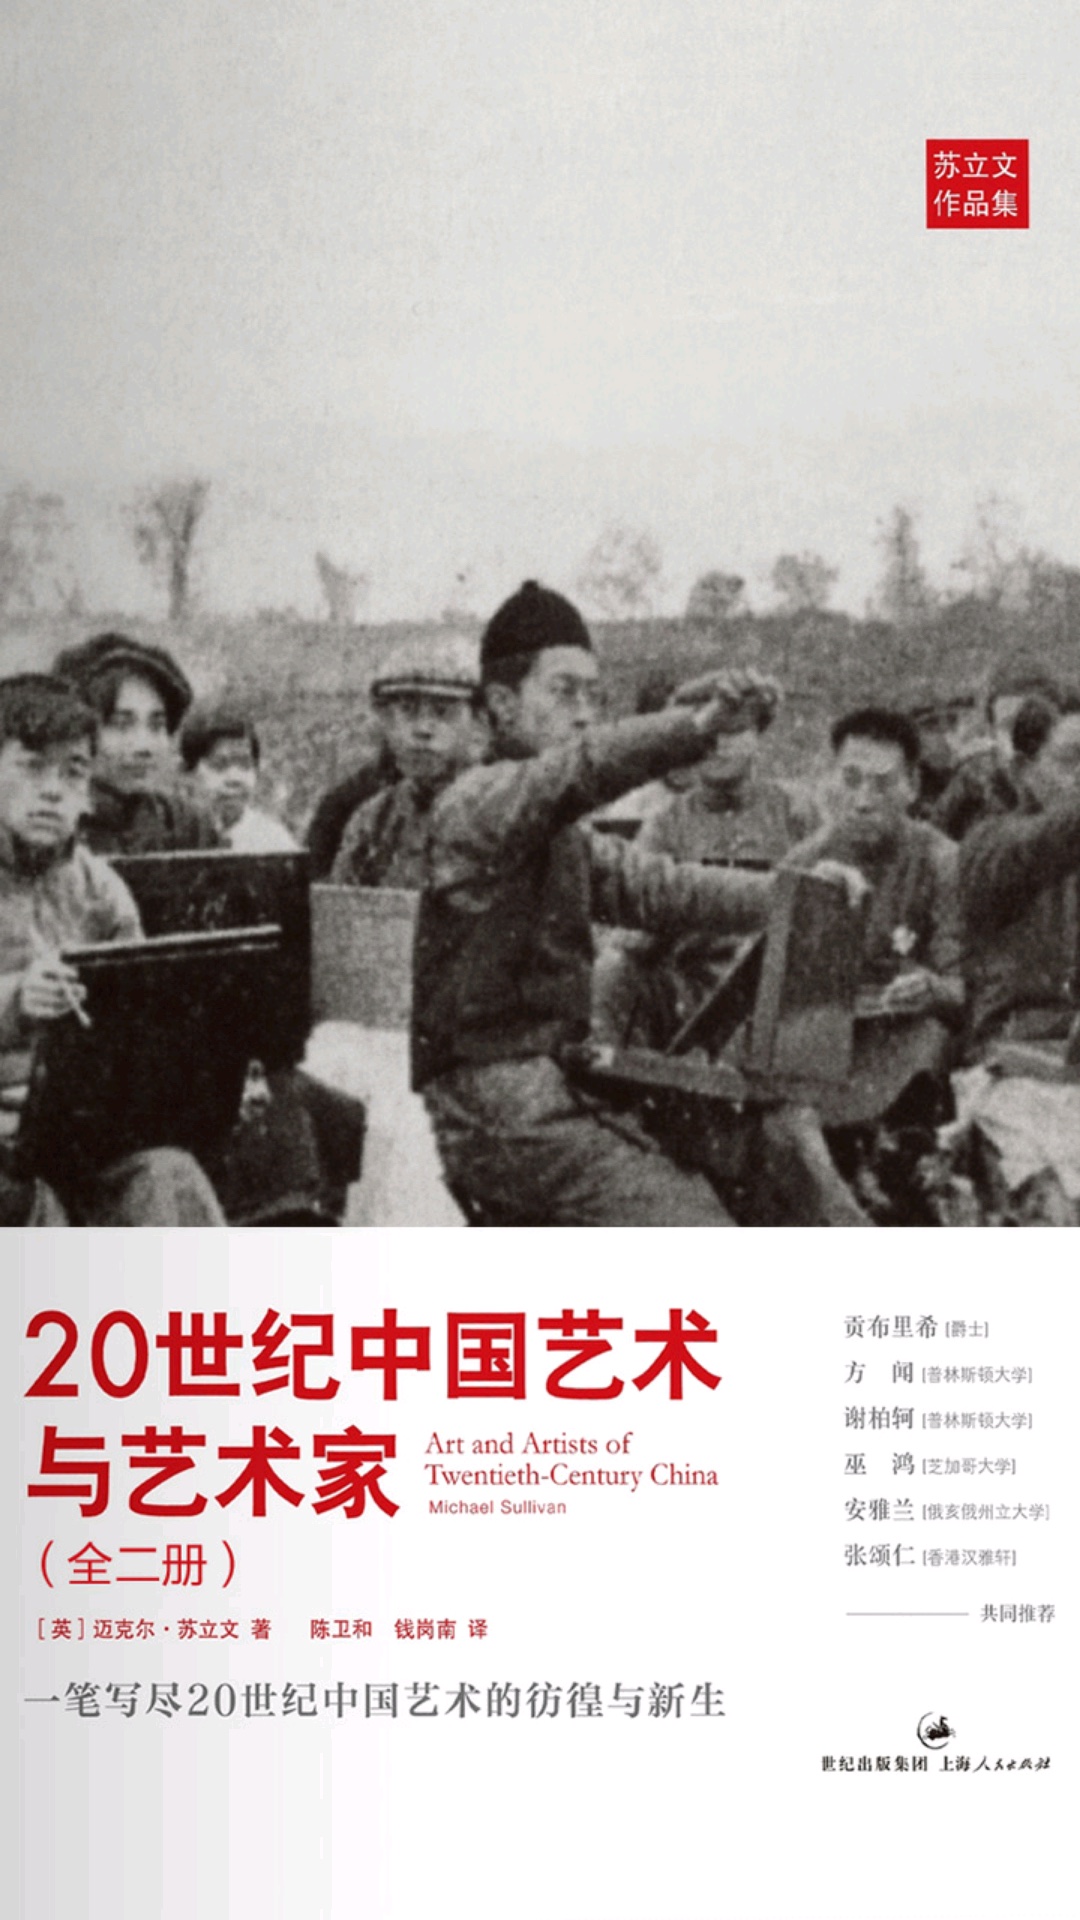 苏立文
作品集
20世纪中国艺术
与艺术家
Art and Artists of
Twentieth-Century China
Michael Sullivan
（全二册）
［英］迈克尔·苏立文 著 陈卫和 钱岗南 译
一笔写尽20世纪中国艺术的彷徨与新生
贡布里希 [爵士]
方 闻 [普林斯顿大学]
谢柏轲 [普林斯顿大学]
巫 鸿 [芝加哥大学]
安雅兰 [俄亥俄州立大学]
张颂仁 [香港汉雅轩]
共同推荐
世纪出版集团 上海人民出版社